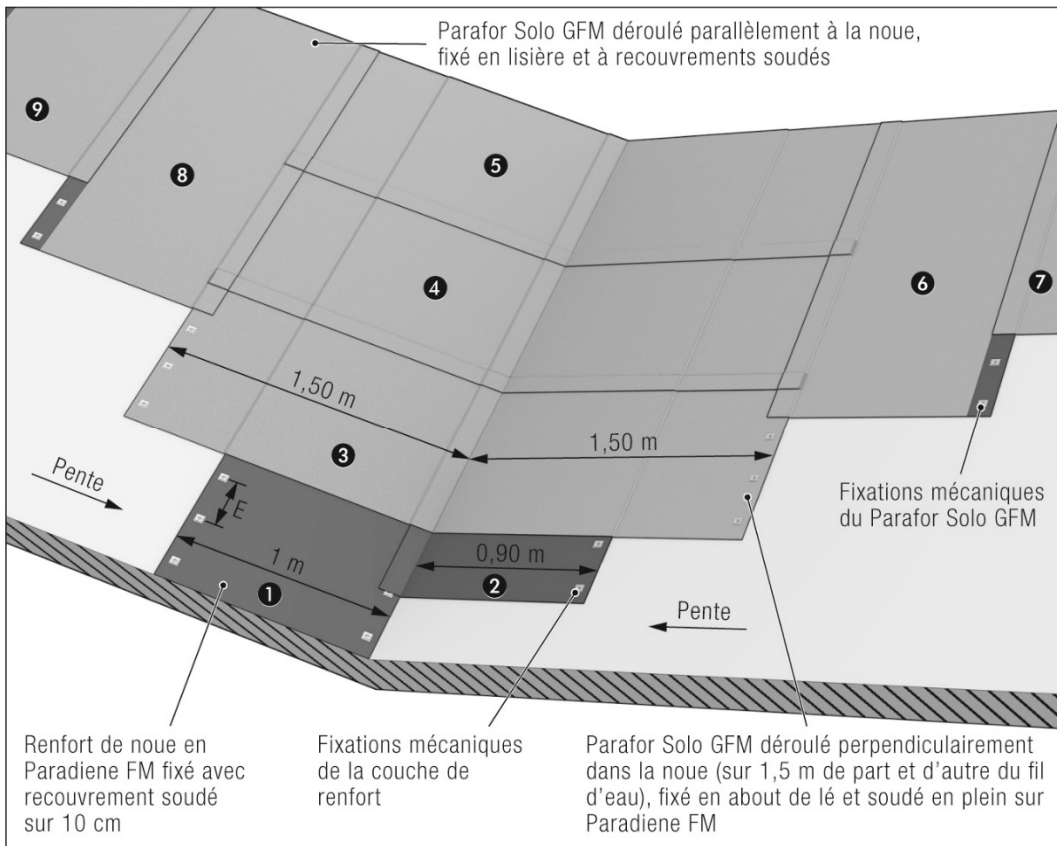 Parafor Solo GFM déroulé parallèlement à la noue,
fixé en lisière et à recouvrements soudés
9
8
5
4
6
7
1,50 m
3
1,50 m
Pente
E
1 m
1
0,90 m
2
Fixations mécaniques
du Parafor Solo GFM
Pente
Renfort de noue en
Paradiene FM fixé avec
recouvrement soudé
sur 10 cm
Fixations mécaniques
de la couche de
renfort
Parafor Solo GFM déroulé perpendiculairement
dans la noue (sur 1,5 m de part et d'autre du fil
d'eau), fixé en about de lé et soudé en plein sur
Paradiene FM